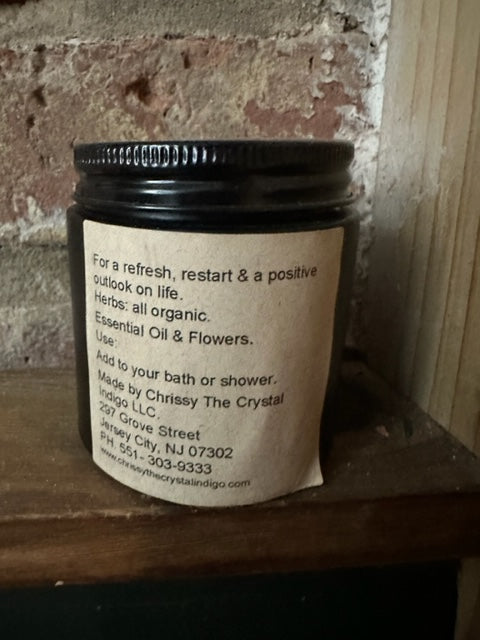 For a refresh, restart & a positive
outlook on life.
Herbs: all organic.
Essential Oil & Flowers.
Use:
Add to your bath or shower.
Made by Chrissy The Crystal
Indigo LLC.
297 Grove Street
Jersey City, NJ 07302
PH. 551- 303-9333
www.chrissythecrystalindigo.com